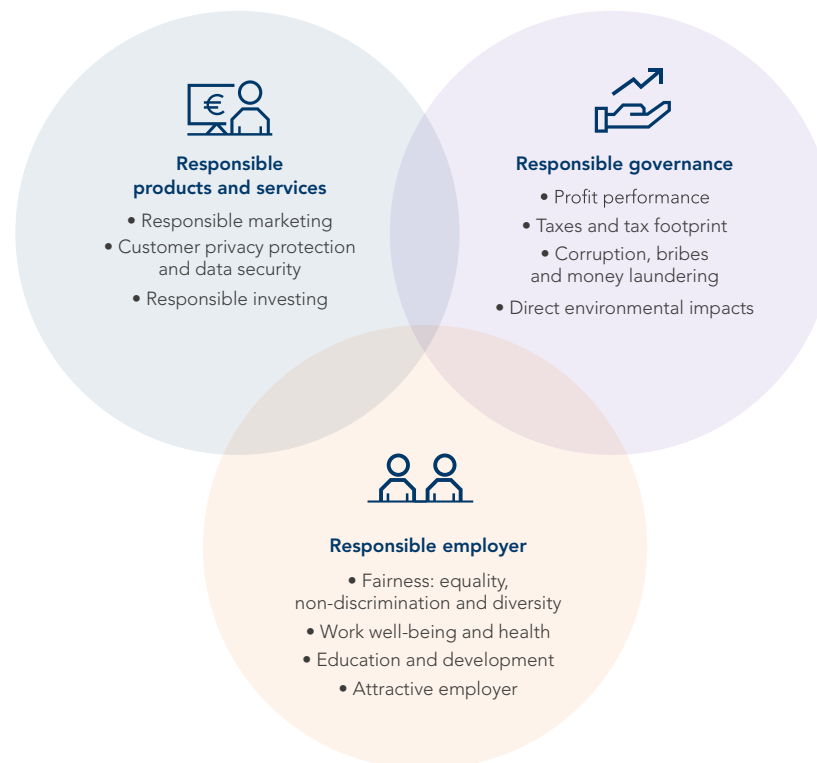 €
Responsible
products and services
• Responsible marketing
• Customer privacy protection
and data security
• Responsible investing
Responsible governance
• Profit performance
• Taxes and tax footprint
• Corruption, bribes
and money laundering
• Direct environmental impacts
Responsible employer
• Fairness: equality,
non-discrimination and diversity
• Work well-being and health
• Education and development
• Attractive employer